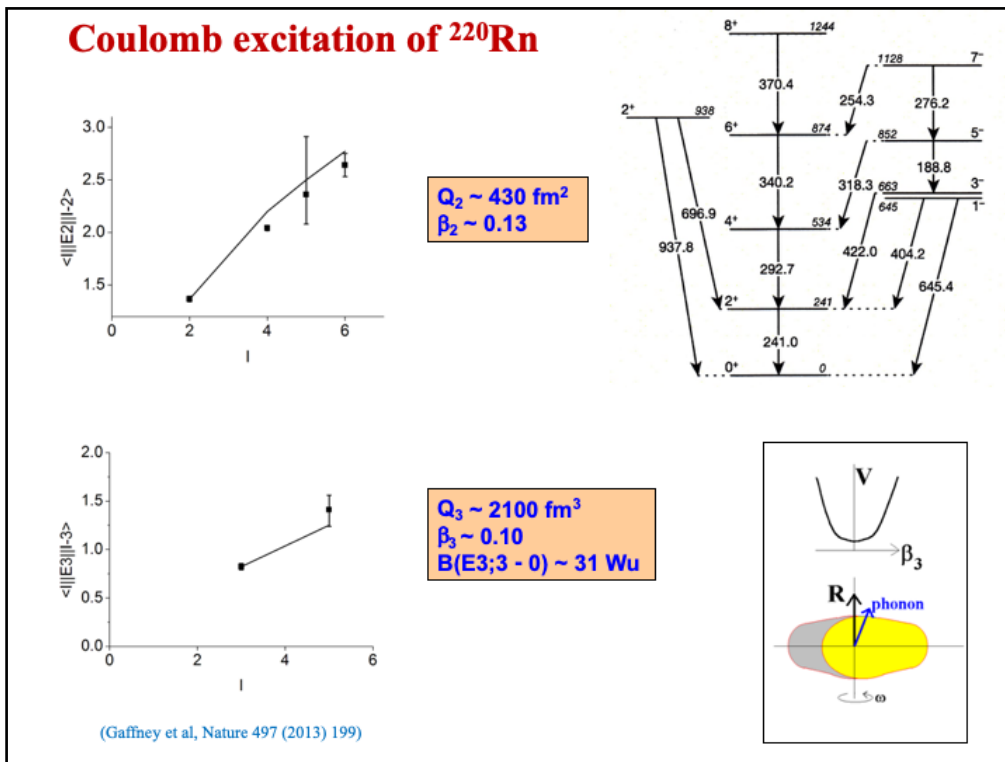 Coulomb excitation of ²²⁰Rn
<I||E2||I-2>
3.0
2.5
2.0
1.5
0 2 4 6
I
Q₂ ~ 430 fm²
β₂ ~ 0.13
8⁺ 1244
1128 7⁻
370.4
254.3
276.2
2⁺ 938
6⁺ 874
852 5⁻
340.2
318.3
188.8
663 3⁻
645 1⁻
696.9
937.8
4⁺ 534
422.0
404.2
292.7
645.4
2⁺ 241
241.0
0⁺ 0
<I||E3||I-3>
2.0
1.5
1.0
0.5
0.0
0 2 4 6
I
Q₃ ~ 2100 fm³
β₃ ~ 0.10
B(E3;3 - 0) ~ 31 Wu
V
β₃
R
phonon
ω
(Gaffney et al, Nature 497 (2013) 199)